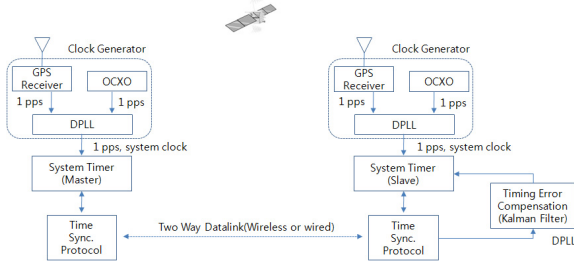 Clock Generator
GPS
Receiver
OCXO
1 pps
1 pps
DPLL
1 pps, system clock
System Timer
(Master)
Time
Sync.
Protocol
Two Way Datalink(Wireless or wired)
Clock Generator
GPS
Receiver
OCXO
1 pps
1 pps
DPLL
1 pps, system clock
System Timer
(Slave)
Timing Error
Compensation
(Kalman Filter)
DPLL
Time
Sync.
Protocol